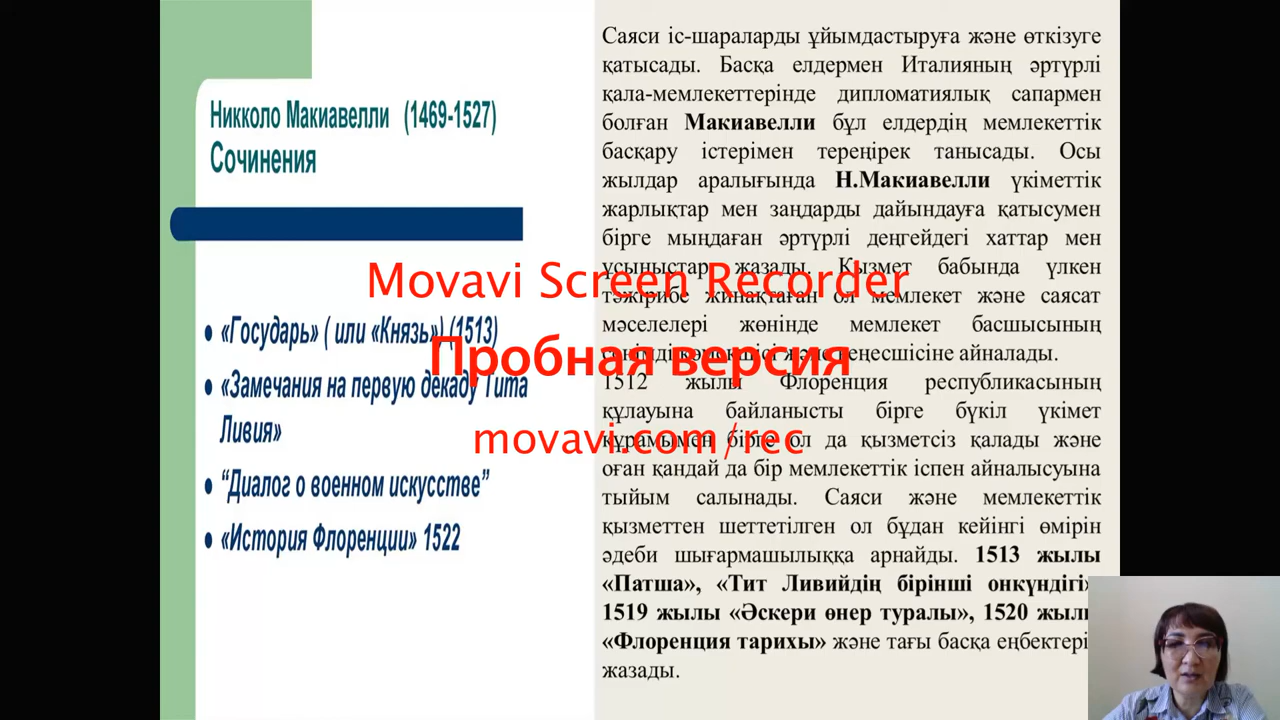 Никколо Макиавелли (1469-1527)
Сочинения
• «Государь» ( или «Князь») (1513)
• «Замечания на первую декаду Тита
Ливия»
• “Диалог о военном искусстве”
• «История Флоренции» 1522
Саяси іс-шараларды ұйымдастыруға және өткізуге
қатысады. Басқа елдермен Италияның әртүрлі
қала-мемлекеттерінде дипломатиялық сапармен
болған Макиавелли бұл елдердің мемлекеттік
басқару істерімен тереңірек танысады. Осы
жылдар аралығында Н.Макиавелли үкіметтік
жарлықтар мен заңдарды дайындауға қатысумен
бірге мыңдаған әртүрлі деңгейдегі хаттар мен
ұсыныстар жазады. Қызмет бабында үлкен
тәжірибе жинақтаған ол мемлекет және саясат
мәселелері жөнінде мемлекет басшысының
сенімді көмекшісі және кеңесшісіне айналады.
1512 жылы Флоренция республикасының
құлауына байланысты бірге бүкіл үкімет
құрамымен бірге ол да қызметсіз қалады және
оған қандай да бір мемлекеттік іспен айналысуына
тыйым салынады. Саяси және мемлекеттік
қызметтен шеттетілген ол бұдан кейінгі өмірін
әдеби шығармашылыққа арнайды. 1513 жылы
«Патша», «Тит Ливийдің бірінші онкүндігі»
1519 жылы «Әскери өнер туралы», 1520 жылы
«Флоренция тарихы» және тағы басқа еңбектері
жазады.
Movavi Screen Recorder
Пробная версия
movavi.com/rec